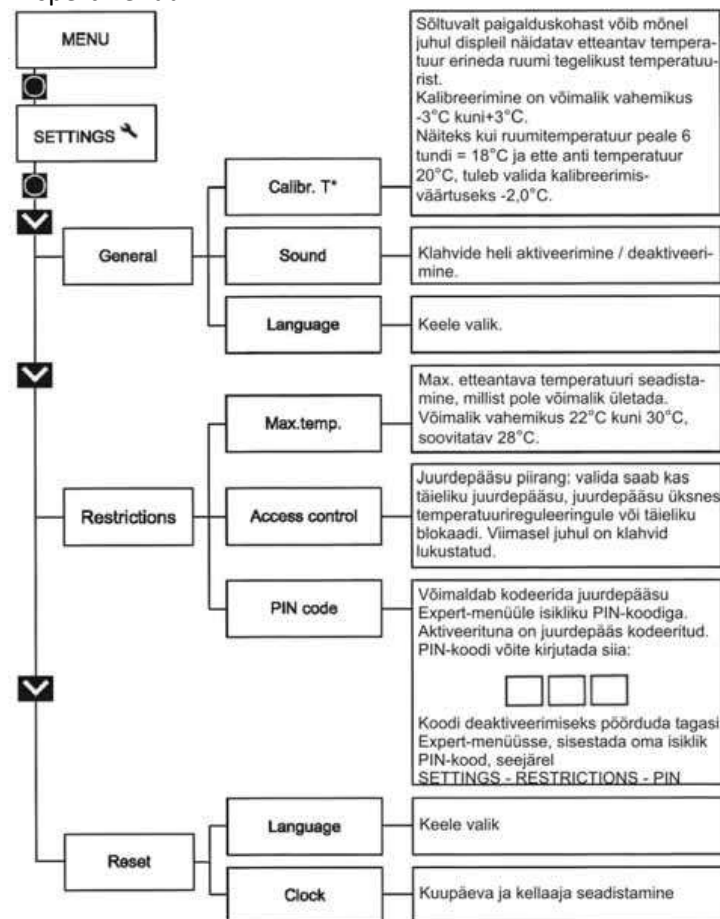 MENU
SETTINGS
General
Calibr. T*
Sõltuvalt paigalduskohast võib mõnel
juhul displeil näidatav etteantav tempera-
tuur erineda ruumi tegelikust temperatuu-
rist.
Kalibreerimine on võimalik vahemikus
-3°C kuni+3°C.
Näiteks kui ruumitemperatuur peale 6
tundi = 18°C ja ette anti temperatuur
20°C, tuleb valida kalibreerimis-
väärtuseks -2,0°C.
Sound
Klahvide heli aktiveerimine / deaktiveeri-
mine.
Language
Keele valik.
Restrictions
Max.temp.
Max. etteantava temperatuuri seadista-
mine, millist pole võimalik ületada.
Võimalik vahemikus 22°C kuni 30°C,
soovitatav 28°C.
Access control
Juurdepääsu piirang: valida saab kas
täieliku juurdepääsu, juurdepääsu üksnes
temperatuurireguleeringule või täieliku
blokaadi. Viimasel juhul on klahvid
lukustatud.
PIN code
Võimaldab kodeerida juurdepääsu
Expert-menüüle isikliku PIN-koodiga.
Aktiveerituna on juurdepääs kodeeritud.
PIN-koodi võite kirjutada siia:
Koodi deaktiveerimiseks pöörduda tagasi
Expert-menüüsse, sisestada oma isiklik
PIN-kood, seejärel
SETTINGS - RESTRICTIONS - PIN
Reset
Language
Keele valik
Clock
Kuupäeva ja kellaaja seadistamine